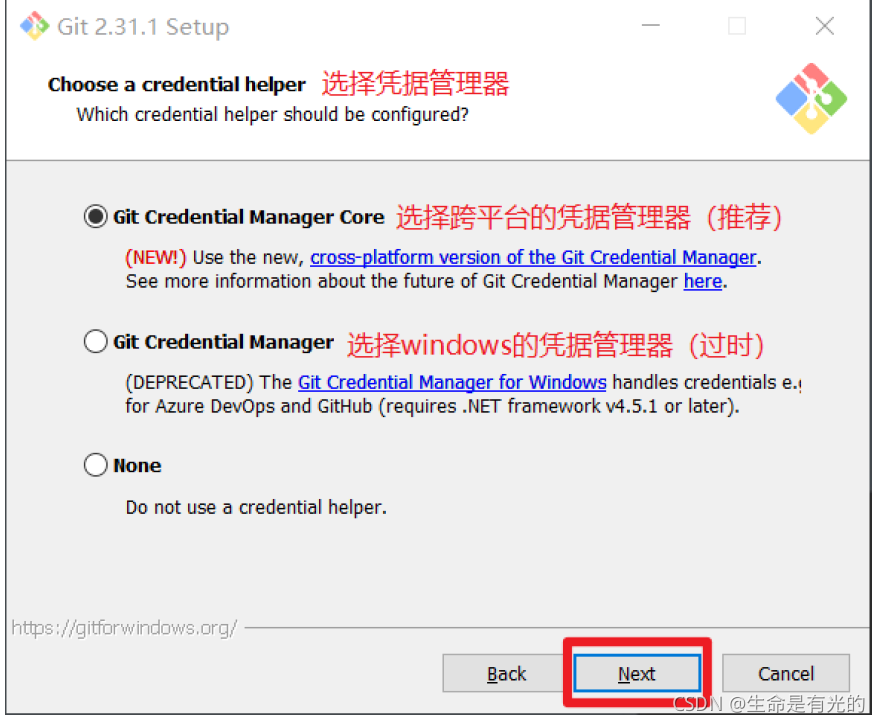 Git 2.31.1 Setup
Choose a credential helper 选择凭据管理器
Which credential helper should be configured?
Git Credential Manager Core 选择跨平台的凭据管理器（推荐）
(NEW!) Use the new, cross-platform version of the Git Credential Manager.
See more information about the future of Git Credential Manager here.
Git Credential Manager 选择windows的凭据管理器（过时）
(DEPRECATED) The Git Credential Manager for Windows handles credentials e.g
for Azure DevOps and GitHub (requires .NET framework v4.5.1 or later).
None
Do not use a credential helper.
https://gitforwindows.org/
Back Next Cancel
CSDN @生命是有光的